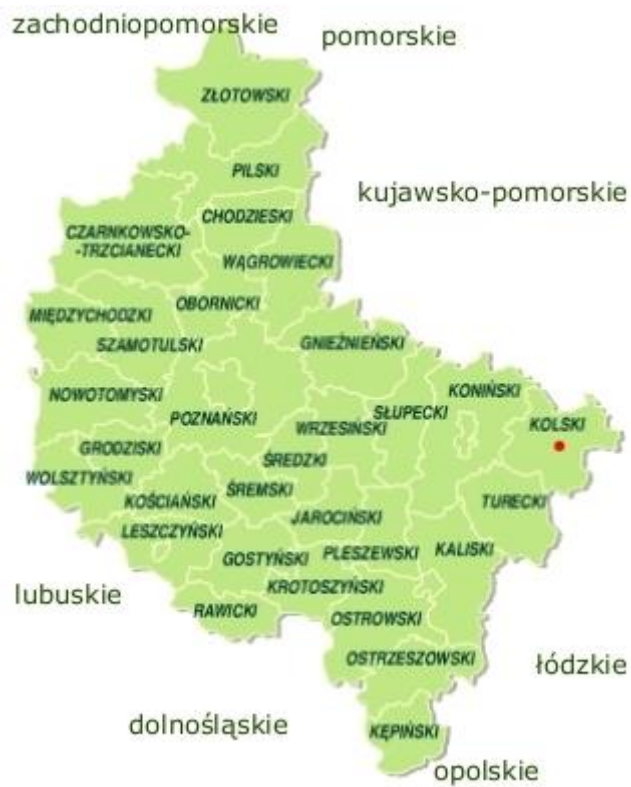 zachodniopomorskie
pomorskie
ZŁOTOWSKI
PILSKI
kujawsko-pomorskie
CHODZIESKI
CZARNKOWSKO-
-TRZCIANECKI
WĄGROWIECKI
OBORNICKI
MIĘDZYCHODZKI
SZAMOTULSKI
GNIEŹNIEŃSKI
NOWOTOMYSKI
KONIŃSKI
SŁUPECKI
POZNAŃSKI
WRZESIŃSKI
KOLSKI
GRODZISKI
ŚREDZKI
WOLSZTYŃSKI
ŚREMSKI
KOŚCIAŃSKI
TURECKI
JAROCIŃSKI
LESZCZYŃSKI
GOSTYŃSKI
PLESZEWSKI
KALISKI
KROTOSZYŃSKI
lubuskie
RAWICKI
OSTROWSKI
OSTRZESZOWSKI
łódzkie
dolnośląskie
KĘPIŃSKI
opolskie